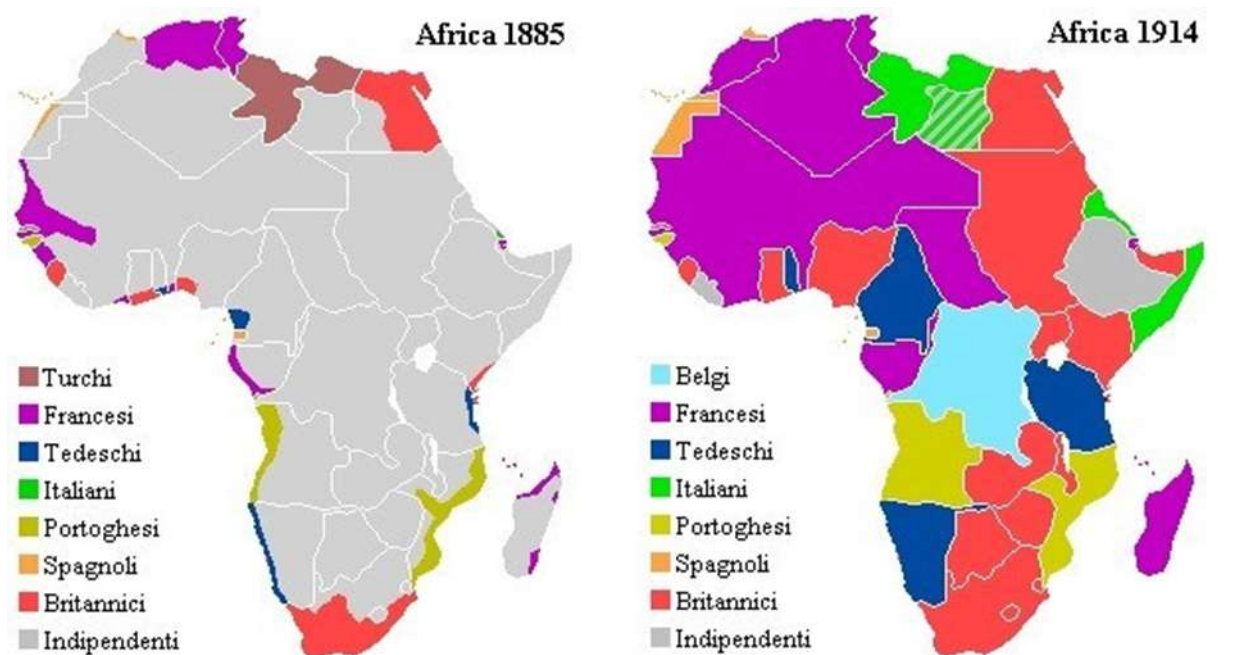 Africa 1885
Turchi
Francesi
Tedeschi
Italiani
Portoghesi
Spagnoli
Britannici
Indipendenti
Africa 1914
Belgi
Francesi
Tedeschi
Italiani
Portoghesi
Spagnoli
Britannici
Indipendenti